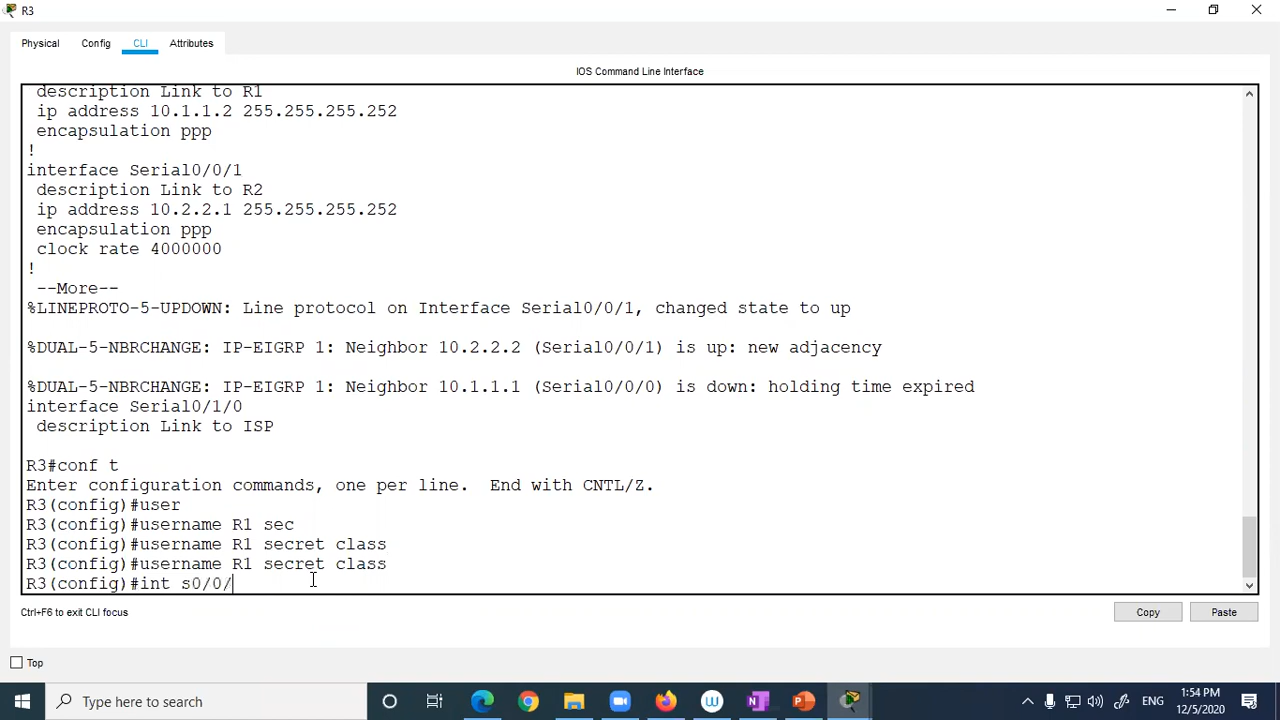 R3
Physical
Config
CLI
Attributes
IOS Command Line Interface
description Link to R1
ip address 10.1.1.2 255.255.255.252
encapsulation ppp
!
interface Serial0/0/1
description Link to R2
ip address 10.2.2.1 255.255.255.252
encapsulation ppp
clock rate 4000000
!
--More--
%LINEPROTO-5-UPDOWN: Line protocol on Interface Serial0/0/1, changed state to up
%DUAL-5-NBRCHANGE: IP-EIGRP 1: Neighbor 10.2.2.2 (Serial0/0/1) is up: new adjacency
%DUAL-5-NBRCHANGE: IP-EIGRP 1: Neighbor 10.1.1.1 (Serial0/0/0) is down: holding time expired
interface Serial0/1/0
description Link to ISP
R3#conf t
Enter configuration commands, one per line.  End with CNTL/Z.
R3(config)#user
R3(config)#username R1 sec
R3(config)#username R1 secret class
R3(config)#username R1 secret class
R3(config)#int s0/0/
Ctrl+F6 to exit CLI focus
Copy
Paste
Top
Type here to search
ENG
1:54 PM
12/5/2020